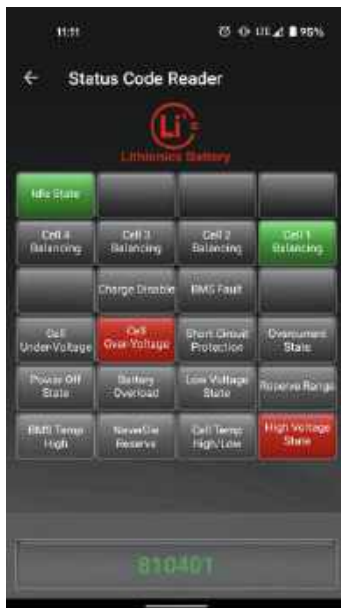 11:11
LTE 95%
Status Code Reader
Li
Lithionics Battery
Idle State
Cell 4 Balancing
Cell 3 Balancing
Cell 2 Balancing
Cell 1 Balancing
Charge Disable
BMS Fault
Cell Under-Voltage
Cell Over-Voltage
Short Circuit Protection
Overcurrent State
Power Off State
Battery Overload
Low Voltage State
Reserve Range
BMS Temp High
NeverDie Reserve
Cell Temp High/Low
High Voltage State
810401